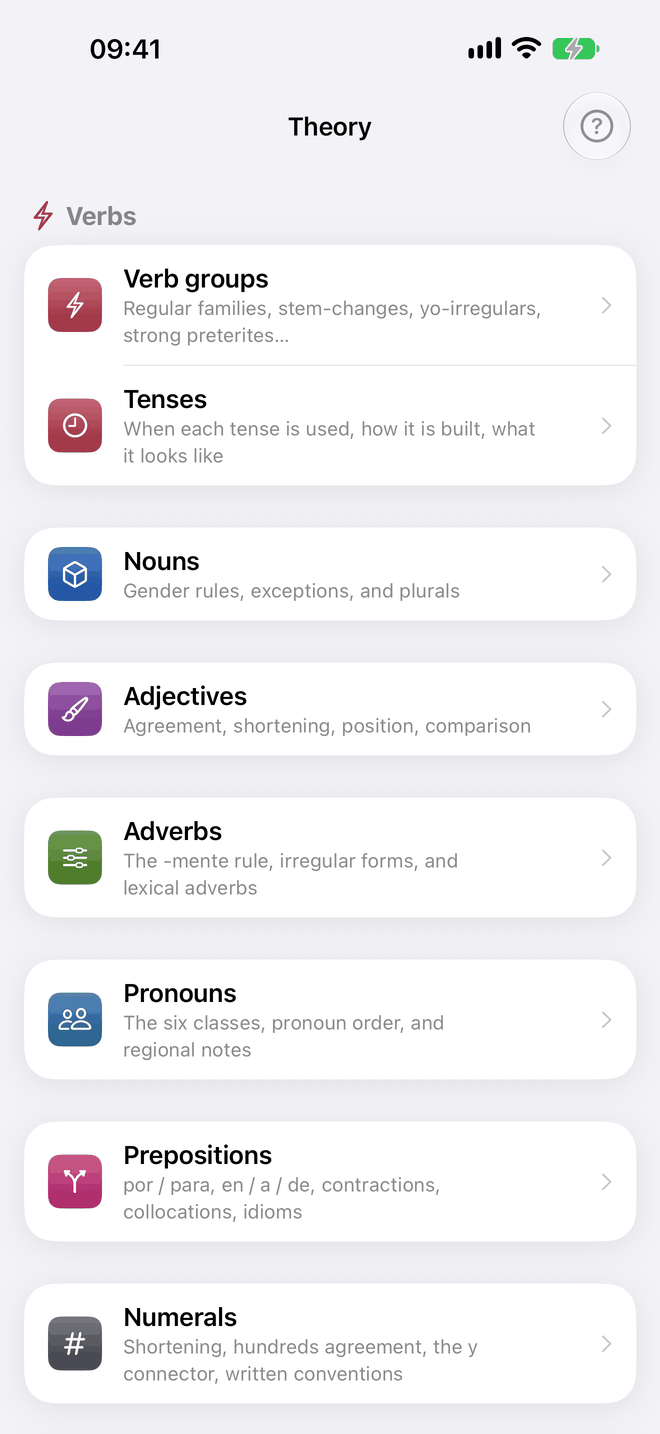 09:41
Theory
?
Verbs
Verb groups
Regular families, stem-changes, yo-irregulars,
strong preterites...
Tenses
When each tense is used, how it is built, what
it looks like
Nouns
Gender rules, exceptions, and plurals
Adjectives
Agreement, shortening, position, comparison
Adverbs
The -mente rule, irregular forms, and
lexical adverbs
Pronouns
The six classes, pronoun order, and
regional notes
Prepositions
por / para, en / a / de, contractions,
collocations, idioms
#
Numerals
Shortening, hundreds agreement, the y
connector, written conventions